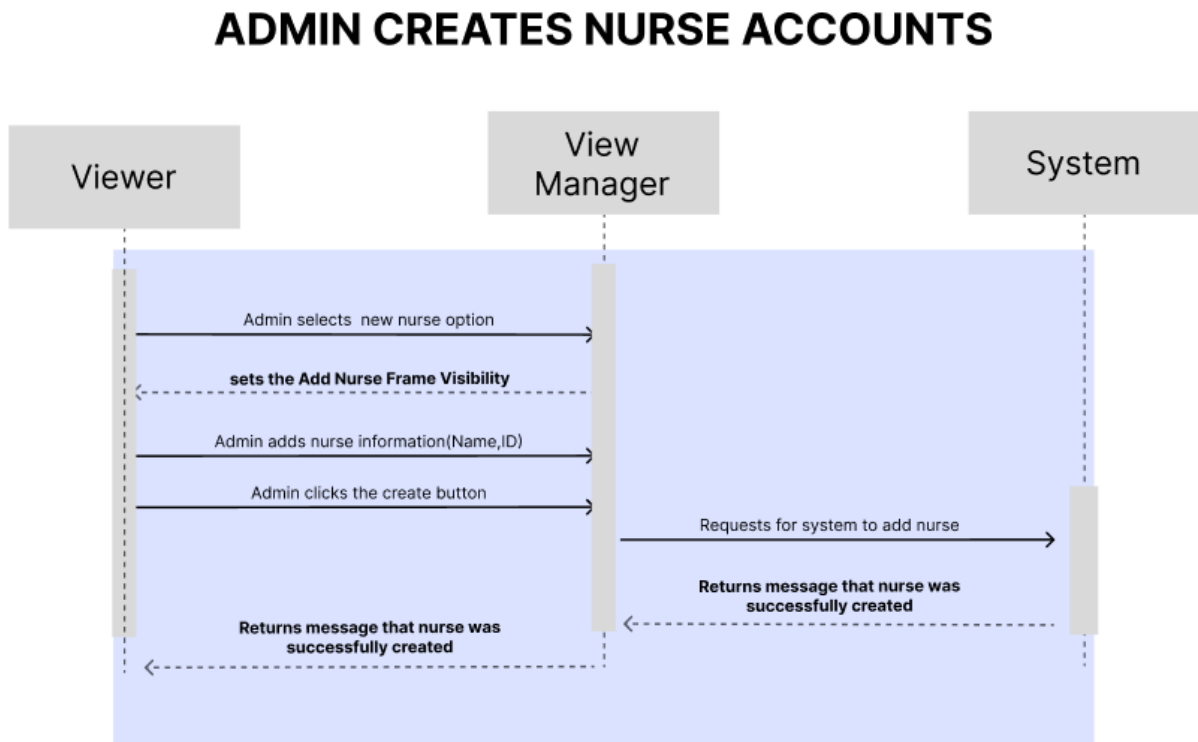 ADMIN CREATES NURSE ACCOUNTS
Viewer
View
Manager
System
Admin selects  new nurse option
sets the Add Nurse Frame Visibility
Admin adds nurse information(Name,ID)
Admin clicks the create button
Requests for system to add nurse
Returns message that nurse was
successfully created
Returns message that nurse was
successfully created